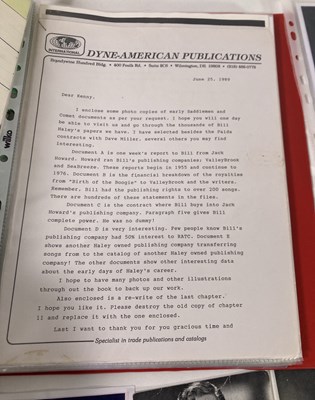 INTERNATIONAL
DYNE-AMERICAN PUBLICATIONS
Wilmington, DE
June 25, 1989
Dear Kenny,
I enclose some photo copies of early Saddlemen and
Comet documents as per your request. I hope you will one day
be able to visit us and go through the thousands of Bill
Haley's papers we have. I have selected besides the Palda
contracts with Dave Miller, several others you may find
interesting.
Document A is one week's report to Bill from Jack
Howard. Howard ran Bill's publishing companies; ValleyBrook
and SeaBreeze. These reports begin in 1955 and continue to
1976. Document B is the financial breakdown of the royalties
from "Birth of the Boogie" to ValleyBrook and the writers.
Remember, Bill had the publishing rights to over 200 songs.
There are hundreds of these statements in the files.
Document C is the contract where Bill buys into Jack
Howard's publishing company. Paragraph five gives Bill
complete power. He was no dummy!
Document D is very interesting. Few people know Bill's
publishing company had 50% interest in RATC. Document E
shows another Haley owned publishing company transferring
songs from to the catalog of another Haley owned publishing
company! The other documents show other interesting data
about the early days of Haley's career.
I hope to have many photos and other illustrations
through out the book to back up our work.
Also enclosed is a re-write of the last chapter.
I hope you like it. Please destroy the old copy of chapter
11 and replace it with the one enclosed.
Last I want to thank you for you gracious time and
Specialist in trade publications and catalogs
wilko